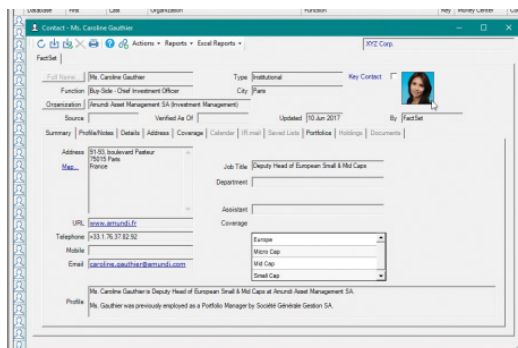 Database First Last Organization Function Key Money Center
Contact - Ms. Caroline Gauthier
Actions Reports Excel Reports XYZ Corp.
FactSet
Full Name... Ms. Caroline Gauthier Type Institutional Key Contact
Function Buy-Side - Chief Investment Officer City Paris
Organization Amundi Asset Management SA (Investment Management)
Source Verified As Of Updated 10 Jun 2017 By FactSet
Summary Profile/Notes Details Address Coverage Calendar IR mail Saved Lists Portfolios Holdings Documents
Address 91-93, boulevard Pasteur
75015 Paris
Map... France Job Title Deputy Head of European Small & Mid Caps
Department
Assistant
URL www.amundi.fr Coverage
Telephone +33.1.76.37.82.92 Europe
Mobile Micro Cap
Email caroline.gauthier@amundi.com Mid Cap
Small Cap
Ms. Caroline Gauthier is Deputy Head of European Small & Mid Caps at Amundi Asset Management SA.
Profile Ms. Gauthier was previously employed as a Portfolio Manager by Société Générale Gestion SA.